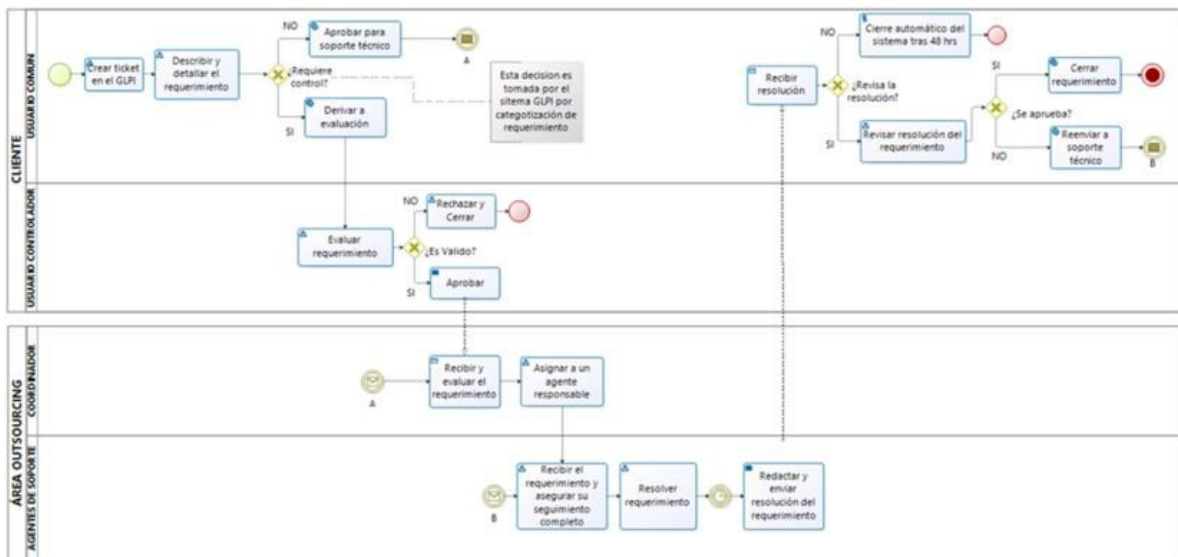 CLIENTE
USUARIO COMUN
Crear ticket
en el GLPI
Describir y
detallar el
requerimiento
¿Requiere
control?
NO
Aprobar para
soporte técnico
A
SI
Derivar a
evaluación
Esta decision es
tomada por el
sitema GLPI por
categotización de
requerimiento
Recibir
resolución
¿Revisa la
resolución?
NO
Cierre automático del
sistema tras 48 hrs
SI
Revisar resolución del
requerimiento
¿Se aprueba?
SI
Cerrar
requerimiento
NO
Reenviar a
soporte
técnico
B
USUARIO CONTROLADOR
Evaluar
requerimiento
¿Es Valido?
NO
Rechazar y
Cerrar
SI
Aprobar
ÁREA OUTSOURCING
COORDINADOR
A
Recibir y
evaluar el
requerimiento
Asignar a un
agente
responsable
AGENTES DE SOPORTE
B
Recibir el
requerimiento y
asegurar su
seguimiento
completo
Resolver
requerimiento
Redactar y
enviar
resolución del
requerimiento